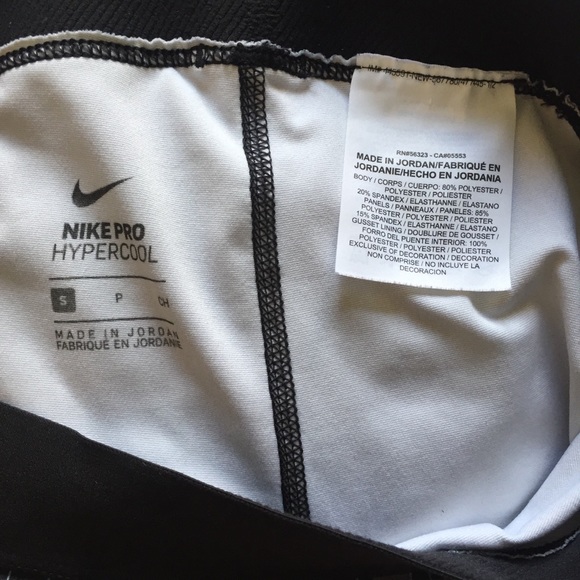 NIKE PRO
HYPERCOOL
S P CH
MADE IN JORDAN
FABRIQUÉ EN JORDANIE
RN#56323 - CA#05553
MADE IN JORDAN/FABRIQUÉ EN
JORDANIE/HECHO EN JORDANIA
BODY / CORPS / CUERPO: 80% POLYESTER /
POLYESTER / POLIESTER
20% SPANDEX / ELASTHANNE / ELASTANO
PANELS / PANNEAUX / PANELES: 85%
POLYESTER / POLYESTER / POLIESTER
15% SPANDEX / ELASTHANNE / ELASTANO
GUSSET LINING / DOUBLURE DE GOUSSET /
FORRO DEL PUENTE INTERIOR: 100%
POLYESTER / POLYESTER / POLIESTER
EXCLUSIVE OF DECORATION / DECORATION
NON COMPRISE / NO INCLUYE LA
DECORACION